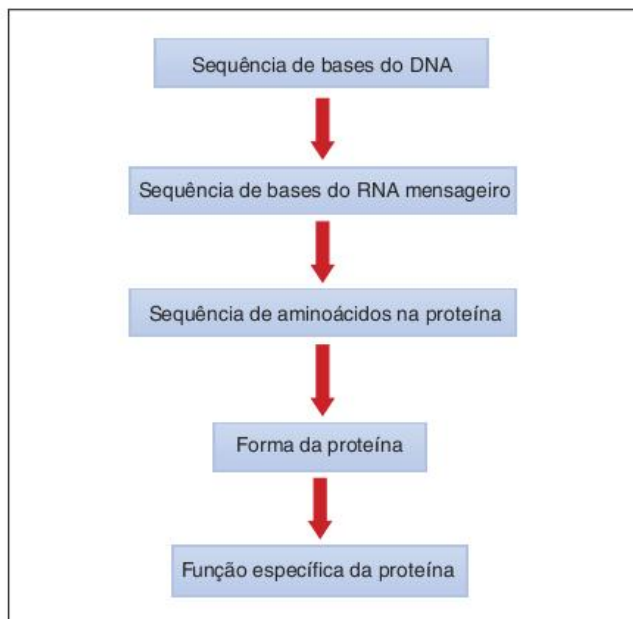 Sequência de bases do DNA
Sequência de bases do RNA mensageiro
Sequência de aminoácidos na proteína
Forma da proteína
Função específica da proteína